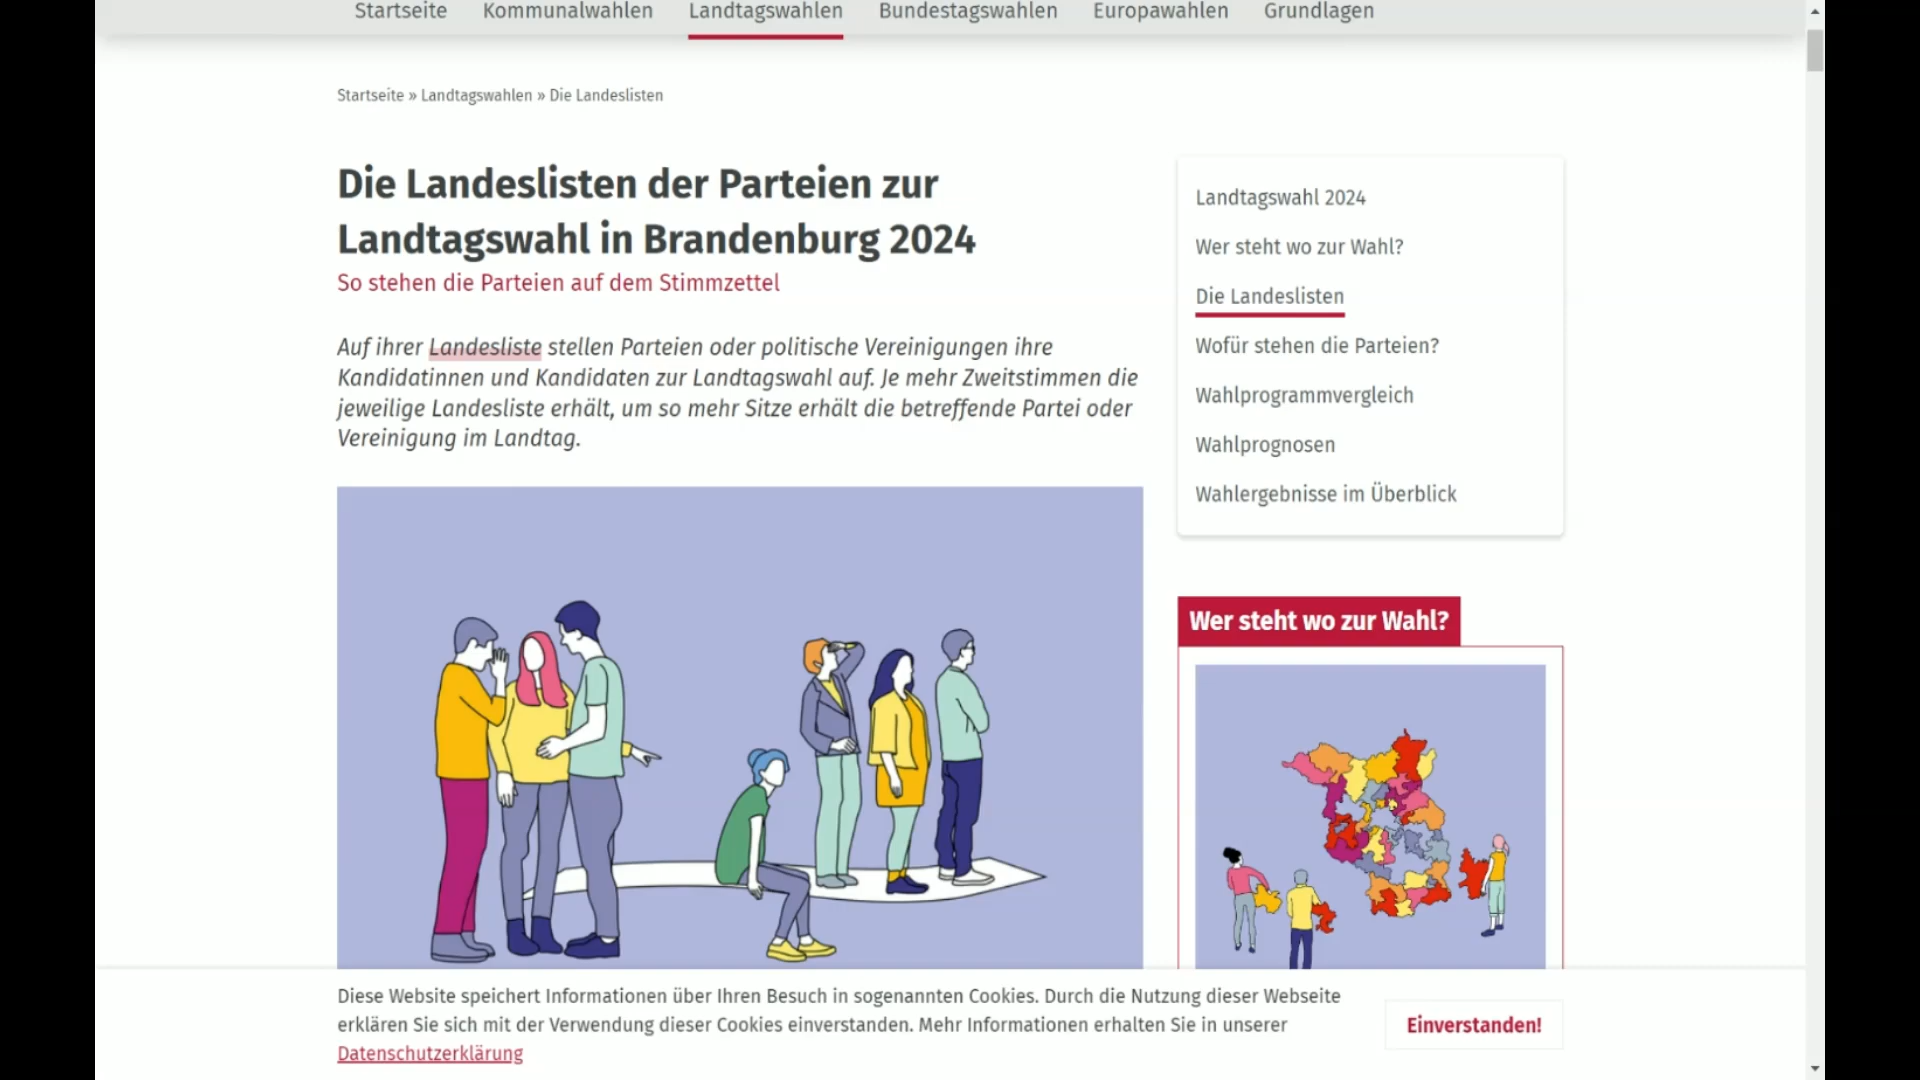 Startseite Kommunalwahlen Landtagswahlen Bundestagswahlen Europawahlen Grundlagen
Startseite » Landtagswahlen » Die Landeslisten
Die Landeslisten der Parteien zur
Landtagswahl in Brandenburg 2024
So stehen die Parteien auf dem Stimmzettel
Auf ihrer Landesliste stellen Parteien oder politische Vereinigungen ihre
Kandidatinnen und Kandidaten zur Landtagswahl auf. Je mehr Zweitstimmen die
jeweilige Landesliste erhält, um so mehr Sitze erhält die betreffende Partei oder
Vereinigung im Landtag.
Landtagswahl 2024
Wer steht wo zur Wahl?
Die Landeslisten
Wofür stehen die Parteien?
Wahlprogrammvergleich
Wahlprognosen
Wahlergebnisse im Überblick
Wer steht wo zur Wahl?
Diese Website speichert Informationen über Ihren Besuch in sogenannten Cookies. Durch die Nutzung dieser Webseite
erklären Sie sich mit der Verwendung dieser Cookies einverstanden. Mehr Informationen erhalten Sie in unserer
Datenschutzerklärung
Einverstanden!